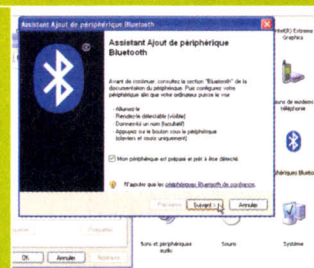 Assistant Ajout de périphérique Bluetooth
Assistant Ajout de périphérique
Bluetooth
Avant de continuer, consultez la section "Bluetooth" de la
documentation du périphérique. Puis configurez votre
périphérique afin que votre ordinateur puisse le voir
- Allumez-le
- Rendez-le détectable (visible)
- Donnez-lui un nom (facultatif)
- Appuyez sur le bouton sous le périphérique
(claviers et souris uniquement)
Mon périphérique est préparé et prêt à être détecté.
N'ajouter que les périphériques Bluetooth de confiance.
Suivant >
Annuler
Graphics
téléphonie
Sons et périphériques
audio
Souris
Système
OK
Annuler